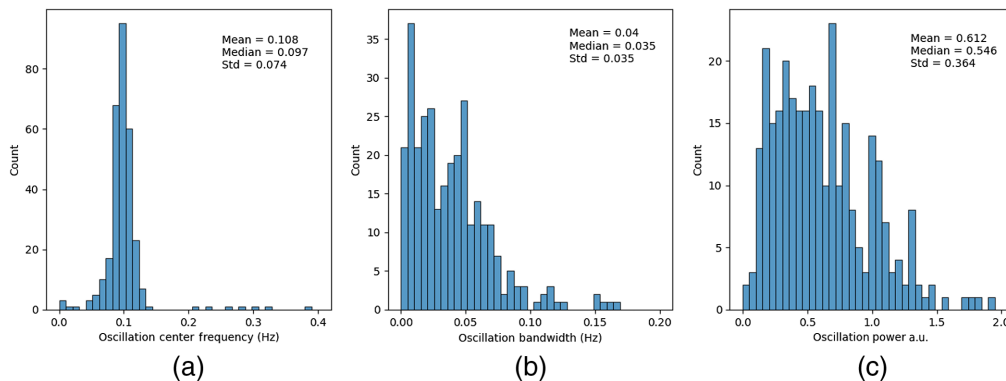 Mean = 0.108
Median = 0.097
Std = 0.074
Count
80
60
40
20
0
0.0 0.1 0.2 0.3 0.4
Oscillation center frequency (Hz)
(a)
Mean = 0.04
Median = 0.035
Std = 0.035
Count
35
30
25
20
15
10
5
0
0.00 0.05 0.10 0.15 0.20
Oscillation bandwidth (Hz)
(b)
Mean = 0.612
Median = 0.546
Std = 0.364
Count
20
15
10
5
0
0.0 0.5 1.0 1.5 2.0
Oscillation power a.u.
(c)